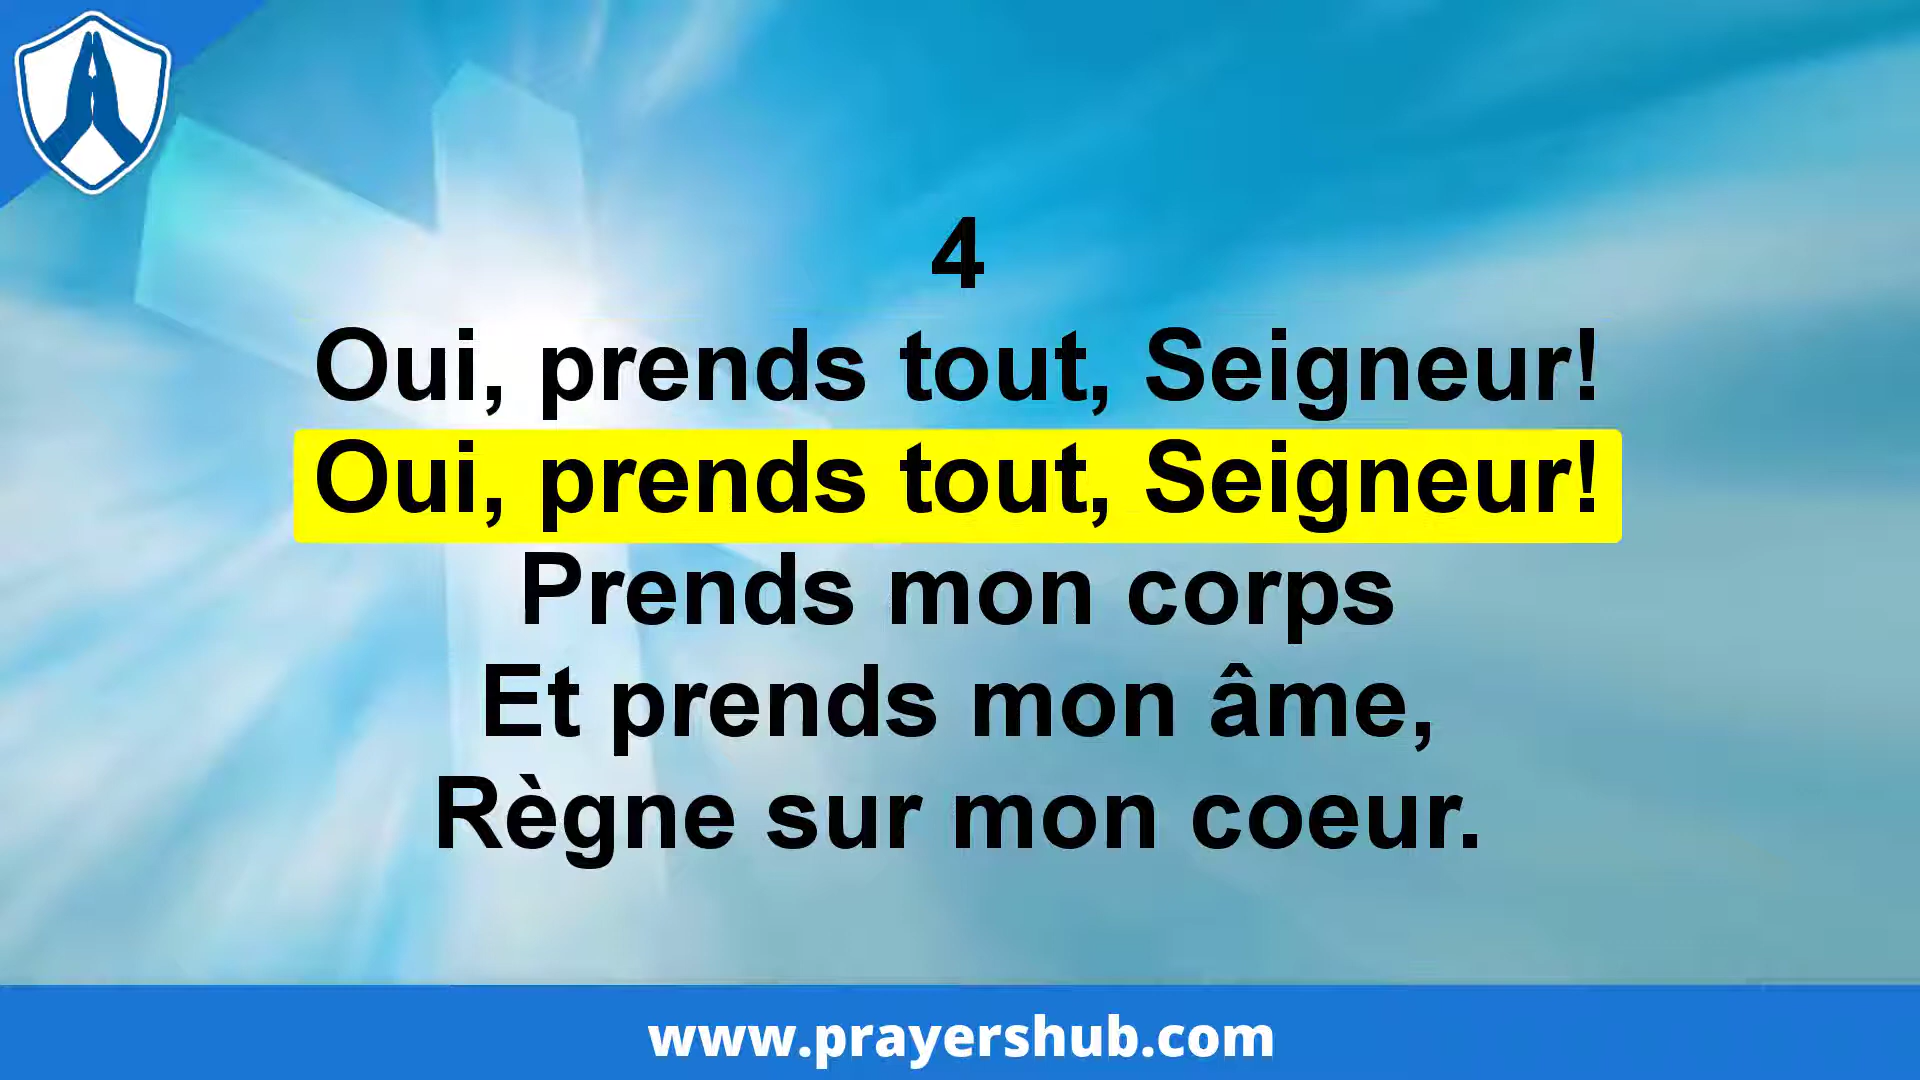 4
Oui, prends tout, Seigneur!
Oui, prends tout, Seigneur!
Prends mon corps
Et prends mon âme,
Règne sur mon coeur.
www.prayershub.com